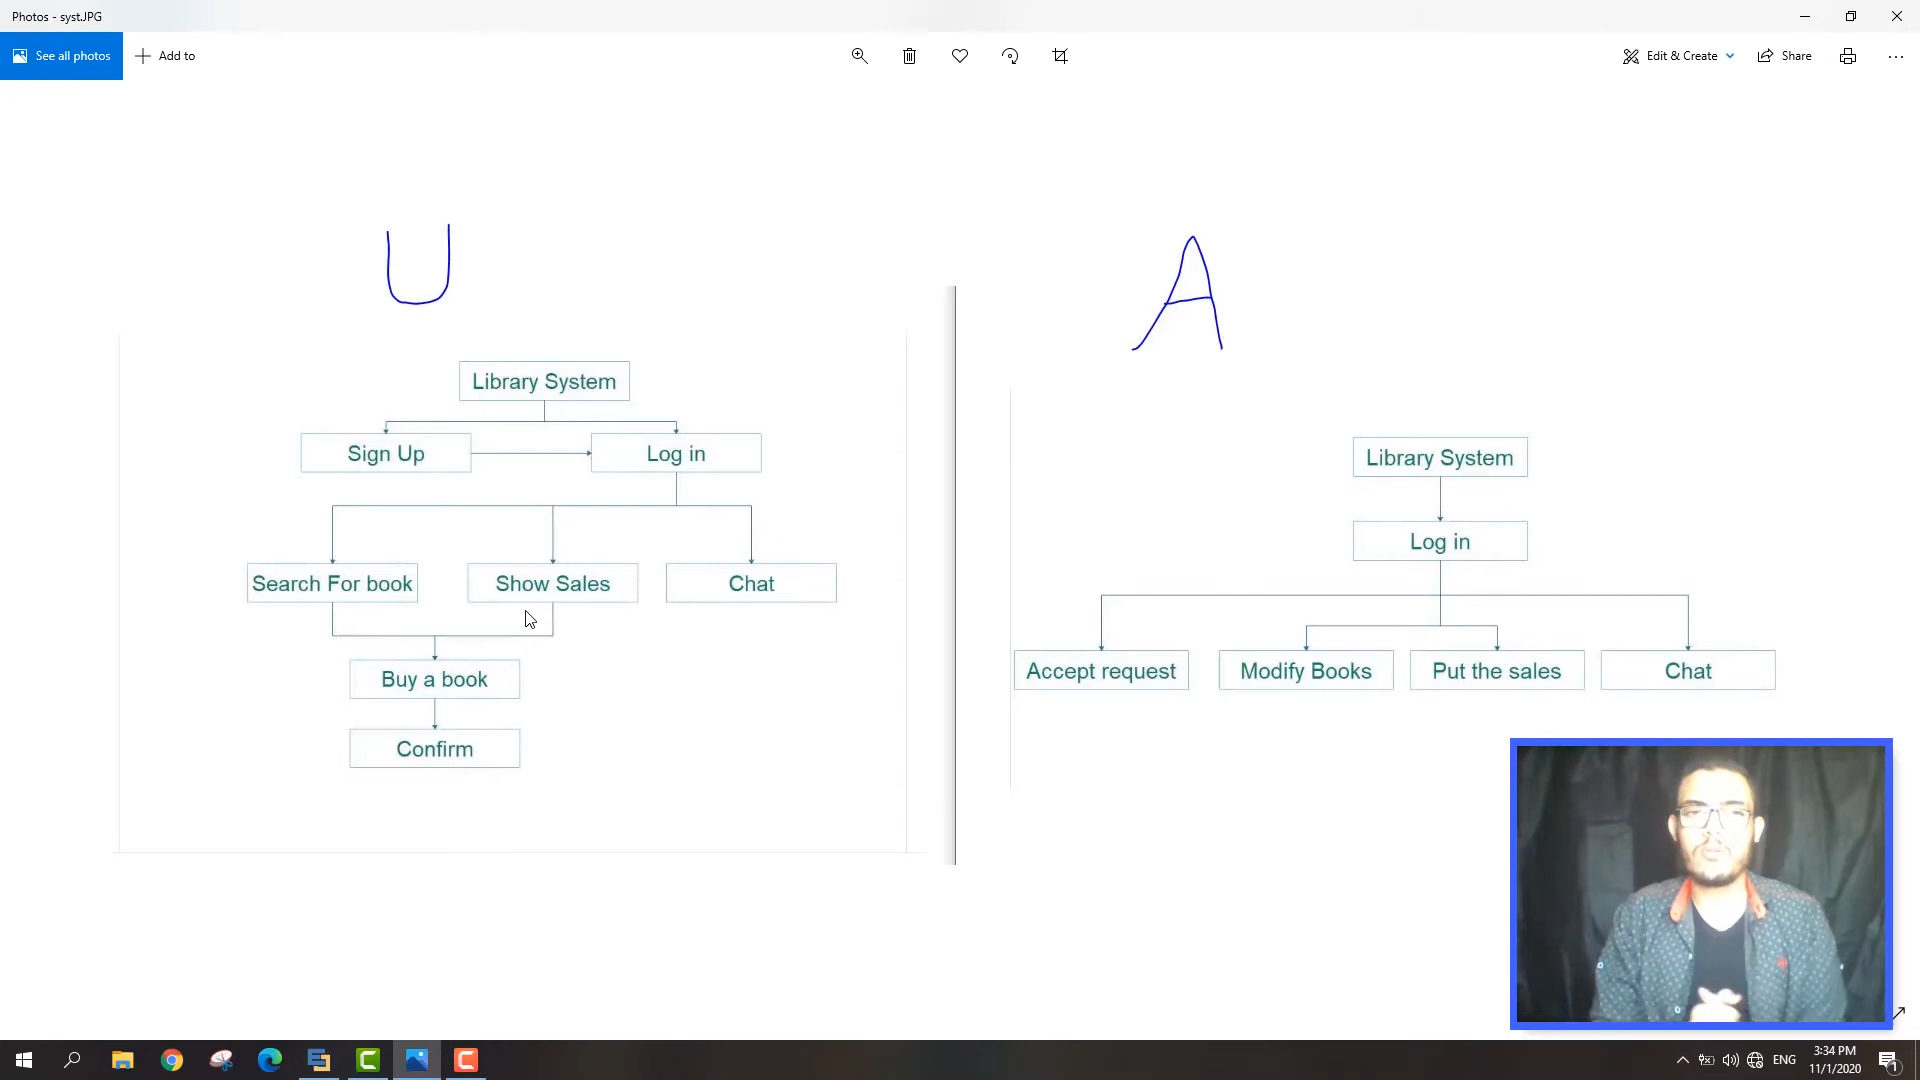 Photos - syst.JPG
See all photos
Add to
Edit & Create
Share
U
A
Library System
Sign Up
Log in
Search For book
Show Sales
Chat
Buy a book
Confirm
Library System
Log in
Accept request
Modify Books
Put the sales
Chat
ENG
3:34 PM
11/1/2020
1